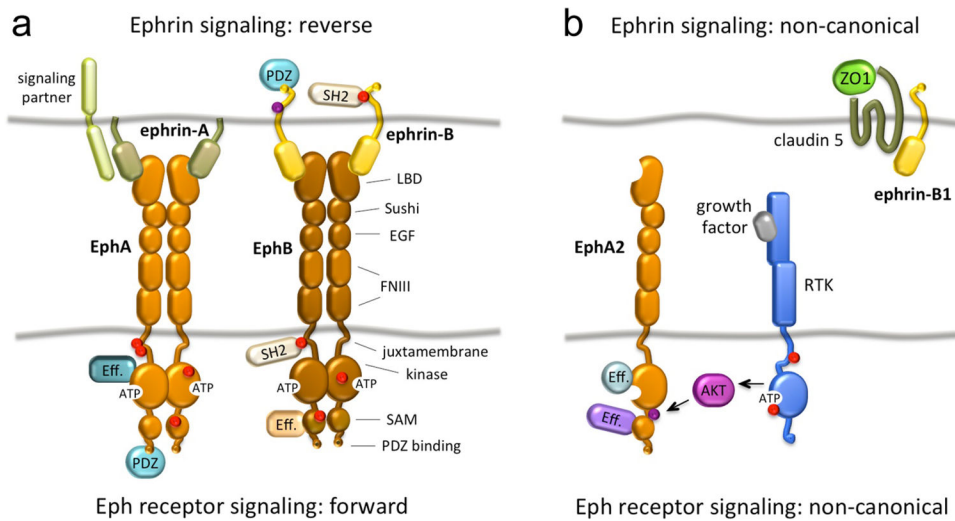 a
Ephrin signaling: reverse
signaling
partner
PDZ
SH2
ephrin-A
ephrin-B
LBD
Sushi
EGF
EphA
EphB
FNIII
juxtamembrane
kinase
SH2
Eff.
ATP
ATP
ATP
ATP
SAM
Eff.
PDZ binding
PDZ
Eph receptor signaling: forward
b
Ephrin signaling: non-canonical
ZO1
claudin 5
ephrin-B1
growth
factor
EphA2
RTK
Eff.
AKT
ATP
Eff.
Eph receptor signaling: non-canonical